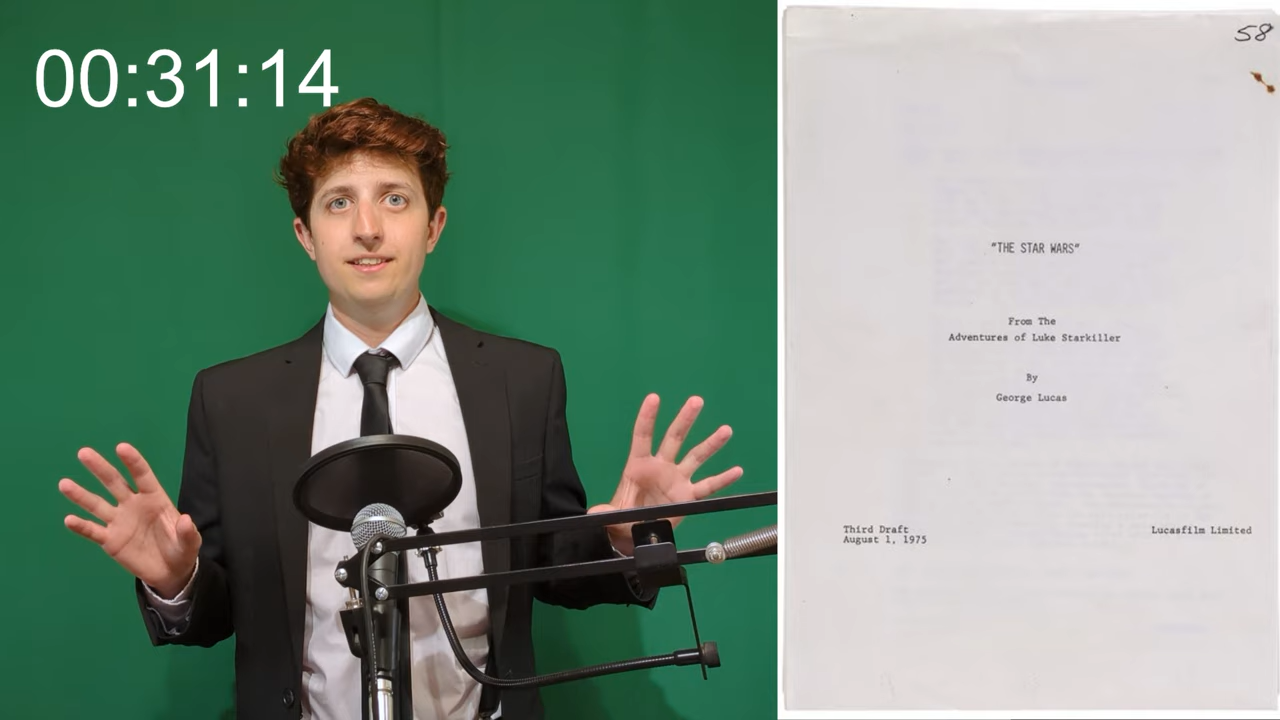 00:31:14
58
"THE STAR WARS"
From The
Adventures of Luke Starkiller
By
George Lucas
Third Draft
August 1, 1975
Lucasfilm Limited